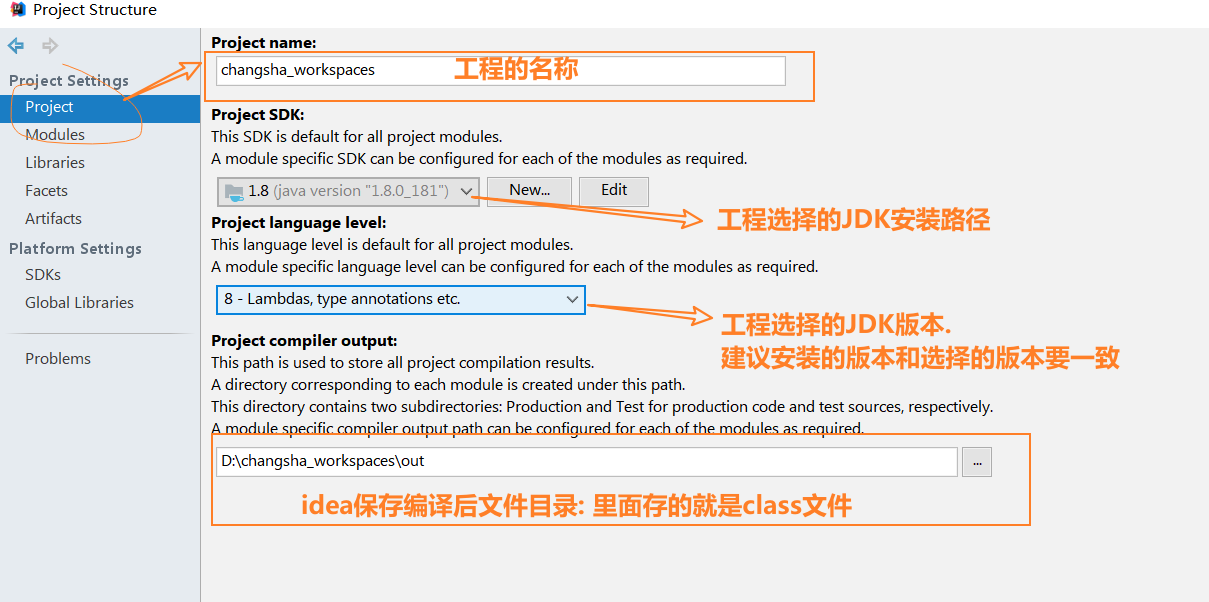 Project Structure
Project name:
changsha_workspaces
工程的名称
Project Settings
Project
Modules
Libraries
Facets
Artifacts
Platform Settings
SDKs
Global Libraries
Problems
Project SDK:
This SDK is default for all project modules.
A module specific SDK can be configured for each of the modules as required.
1.8 (java version "1.8.0_181")
New...
Edit
工程选择的JDK安装路径
Project language level:
This language level is default for all project modules.
A module specific language level can be configured for each of the modules as required.
8 - Lambdas, type annotations etc.
工程选择的JDK版本.
建议安装的版本和选择的版本要一致
Project compiler output:
This path is used to store all project compilation results.
A directory corresponding to each module is created under this path.
This directory contains two subdirectories: Production and Test for production code and test sources, respectively.
A module specific compiler output path can be configured for each of the modules as required.
D:\changsha_workspaces\out
...
idea保存编译后文件目录: 里面存的就是class文件